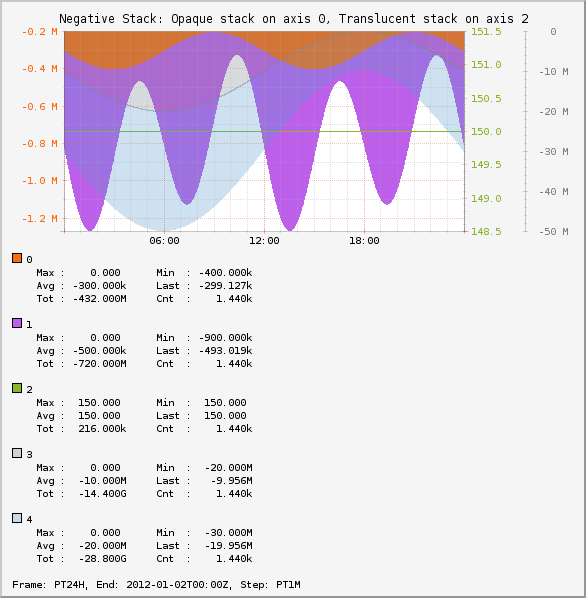 Negative Stack: Opaque stack on axis 0, Translucent stack on axis 2
-0.2 M
-0.4 M
-0.6 M
-0.8 M
-1.0 M
-1.2 M
151.5
151.0
150.5
150.0
149.5
149.0
148.5
0
-10 M
-20 M
-30 M
-40 M
-50 M
06:00 12:00 18:00
0
Max : 0.000 Min : -400.000k
Avg : -300.000k Last : -299.127k
Tot : -432.000M Cnt : 1.440k
1
Max : 0.000 Min : -900.000k
Avg : -500.000k Last : -493.019k
Tot : -720.000M Cnt : 1.440k
2
Max : 150.000 Min : 150.000
Avg : 150.000 Last : 150.000
Tot : 216.000k Cnt : 1.440k
3
Max : 0.000 Min : -20.000M
Avg : -10.000M Last : -9.956M
Tot : -14.400G Cnt : 1.440k
4
Max : 0.000 Min : -30.000M
Avg : -20.000M Last : -19.956M
Tot : -28.800G Cnt : 1.440k
Frame: PT24H, End: 2012-01-02T00:00Z, Step: PT1M